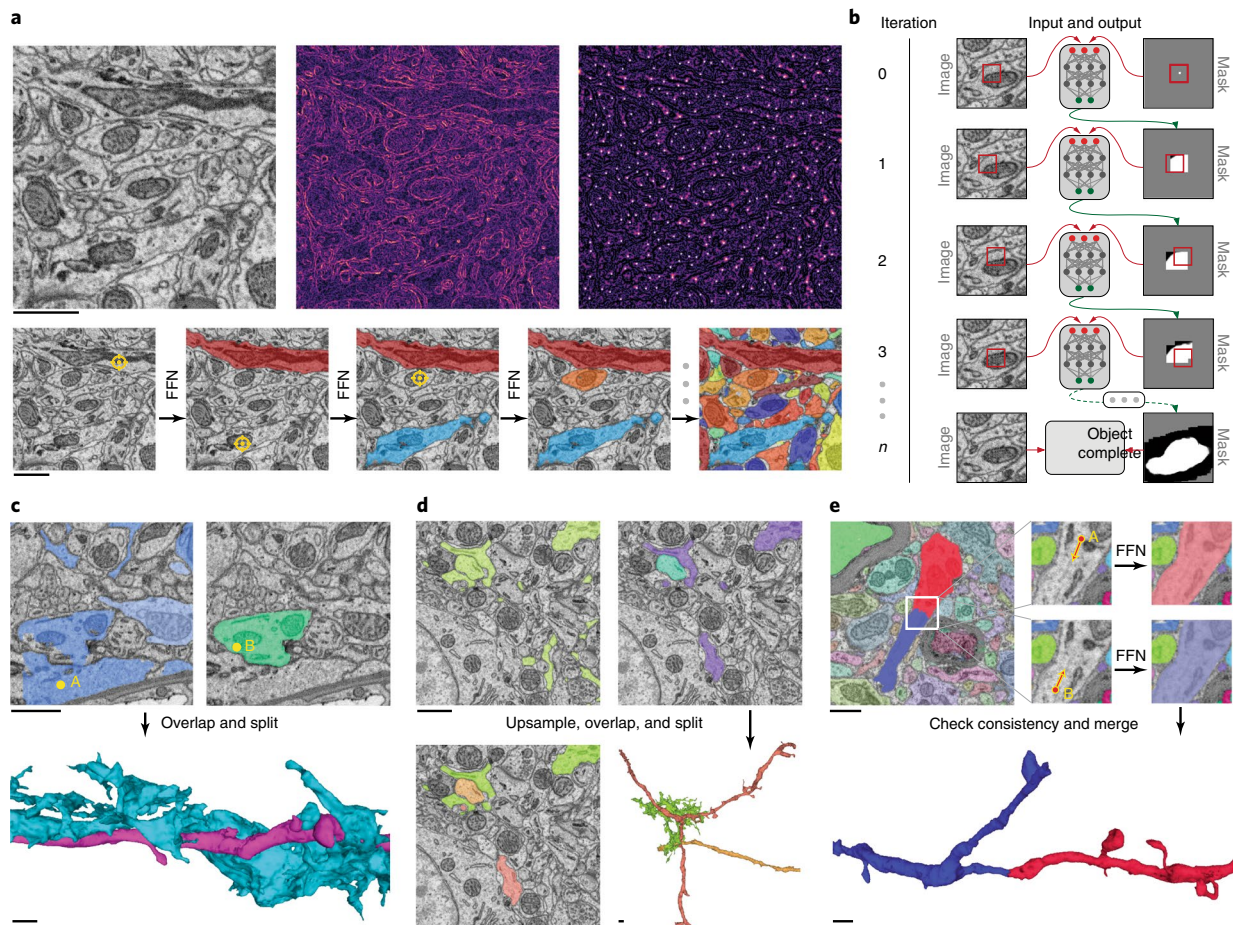 a
FFN
FFN
FFN
b
Iteration
Input and output
0
Image
Mask
1
Image
Mask
2
Image
Mask
3
Image
Mask
n
Image
Object
complete
Mask
c
B
A
Overlap and split
d
Upsample, overlap, and split
e
A
FFN
B
FFN
Check consistency and merge